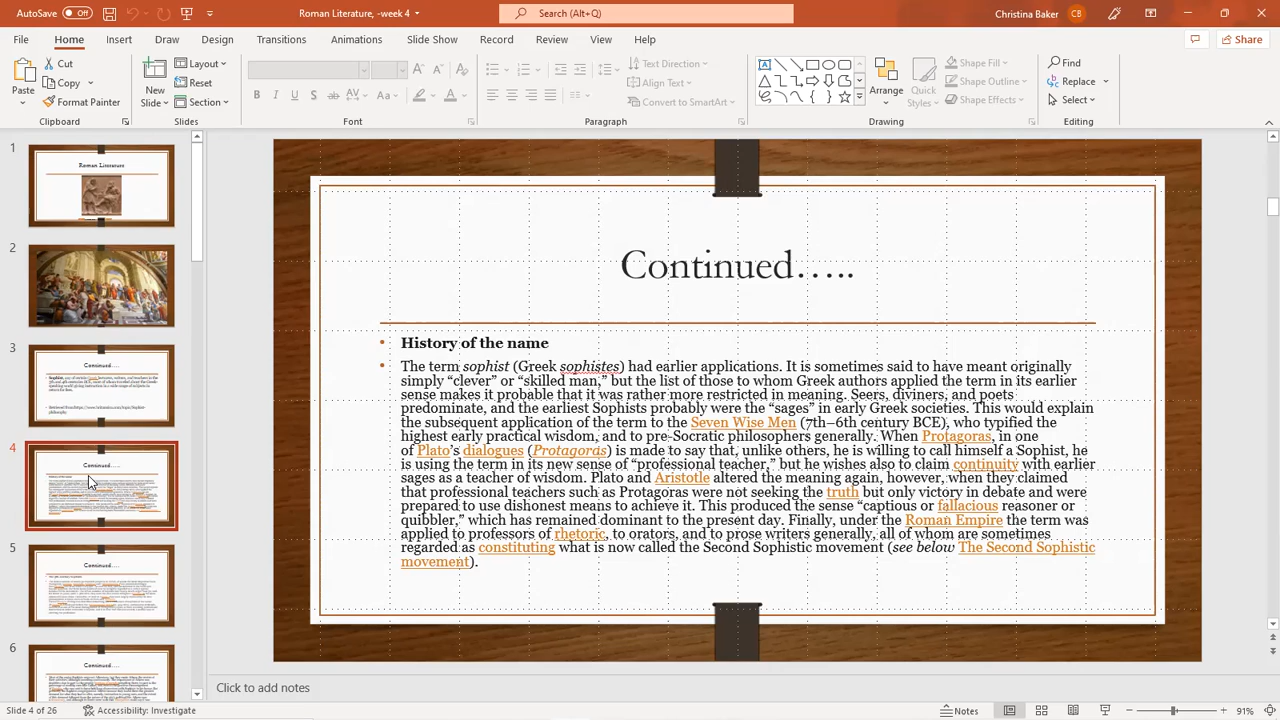 AutoSave Off
Roman Literature, -week 4
Search (Alt+Q)
Christina Baker CB
File Home Insert Draw Design Transitions Animations Slide Show Record Review View Help Share
Paste Cut Copy Format Painter Clipboard
New Slide Layout Reset Section Slides
Font
Text Direction Align Text Convert to SmartArt Paragraph
Arrange Quick Styles Shape Fill Shape Outline Shape Effects Drawing
Find Replace Select Editing
1
Roman Literature
2
3
Continued….
4
Continued….
5
Continued….
6
Continued….
Continued…..
• History of the name
• The term sophist (Greek sophistes) had earlier applications. It is sometimes said to have meant originally
simply “clever” or “skilled man,” but the list of those to whom Greek authors applied the term in its earlier
sense makes it probable that it was rather more restricted in meaning. Seers, diviners, and poets
predominate, and the earliest Sophists probably were the “sages” in early Greek societies. This would explain
the subsequent application of the term to the Seven Wise Men (7th–6th century BCE), who typified the
highest early practical wisdom, and to pre-Socratic philosophers generally. When Protagoras, in one
of Plato’s dialogues (Protagoras) is made to say that, unlike others, he is willing to call himself a Sophist, he
is using the term in its new sense of “professional teacher,” but he wishes also to claim continuity with earlier
sages as a teacher of wisdom. Plato and Aristotle altered the meaning again, however, when they claimed
that professional teachers such as Protagoras were not seeking the truth but only victory in debate and were
prepared to use dishonest means to achieve it. This produced the sense “captious or fallacious reasoner or
quibbler,” which has remained dominant to the present day. Finally, under the Roman Empire the term was
applied to professors of rhetoric, to orators, and to prose writers generally, all of whom are sometimes
regarded as constituting what is now called the Second Sophistic movement (see below The Second Sophistic
movement).
Slide 4 of 26 Accessibility: Investigate Notes 91%